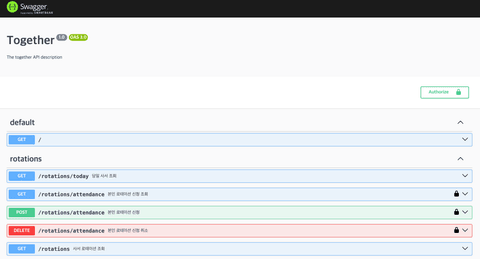 Swagger
Together 1.0 OAS 3.0
The together API description
Authorize
default
GET /
rotations
GET /rotations/today 당일 사서 조회
GET /rotations/attendance 본인 로테이션 신청 조회
POST /rotations/attendance 본인 로테이션 신청
DELETE /rotations/attendance 본인 로테이션 신청 취소
GET /rotations 사서 로테이션 조회